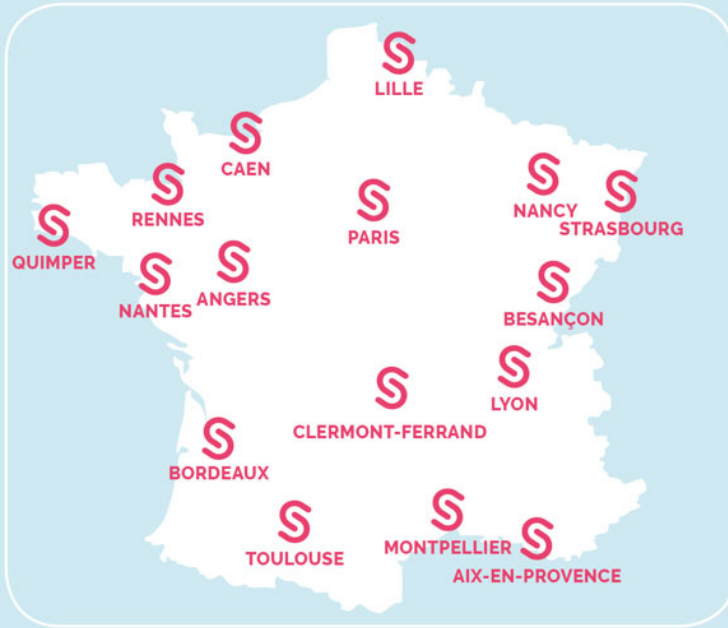 LILLE
CAEN
RENNES
PARIS
NANCY
STRASBOURG
QUIMPER
NANTES
ANGERS
BESANÇON
LYON
CLERMONT-FERRAND
BORDEAUX
TOULOUSE
MONTPELLIER
AIX-EN-PROVENCE